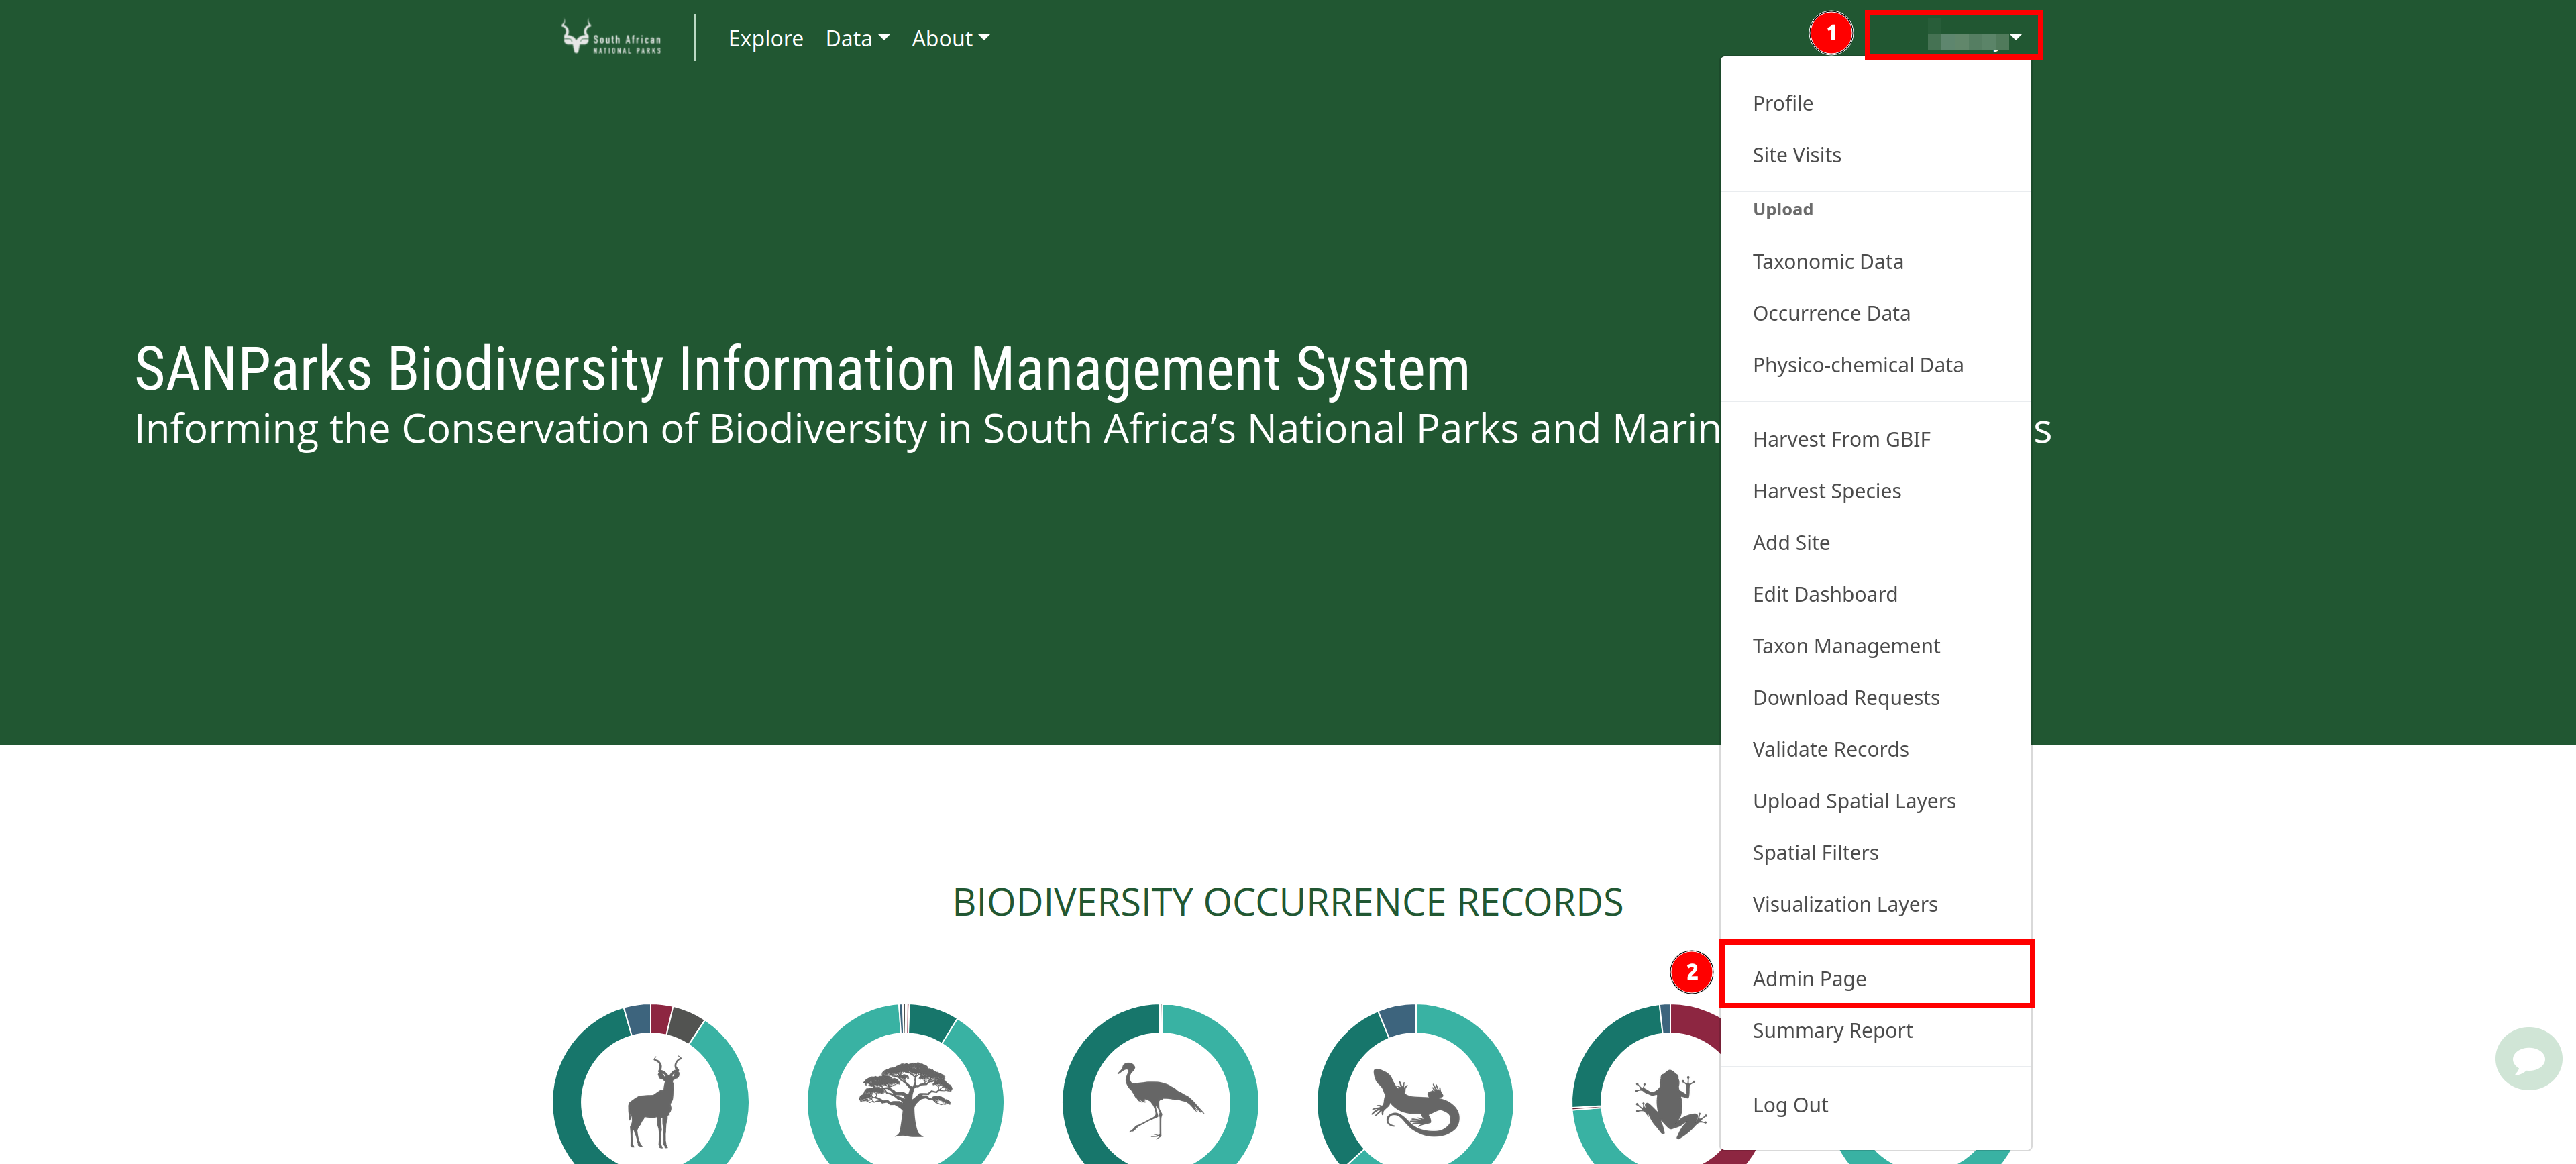 South African
NATIONAL PARKS
Explore
Data
About
1
Profile
Site Visits
Upload
Taxonomic Data
Occurrence Data
Physico-chemical Data
SANParks Biodiversity Information Management System
Informing the Conservation of Biodiversity in South Africa’s National Parks and
Harvest From GBIF
Harvest Species
Add Site
Edit Dashboard
Taxon Management
Download Requests
Validate Records
Upload Spatial Layers
Spatial Filters
Visualization Layers
BIODIVERSITY OCCURRENCE RECORDS
2
Admin Page
Summary Report
Log Out